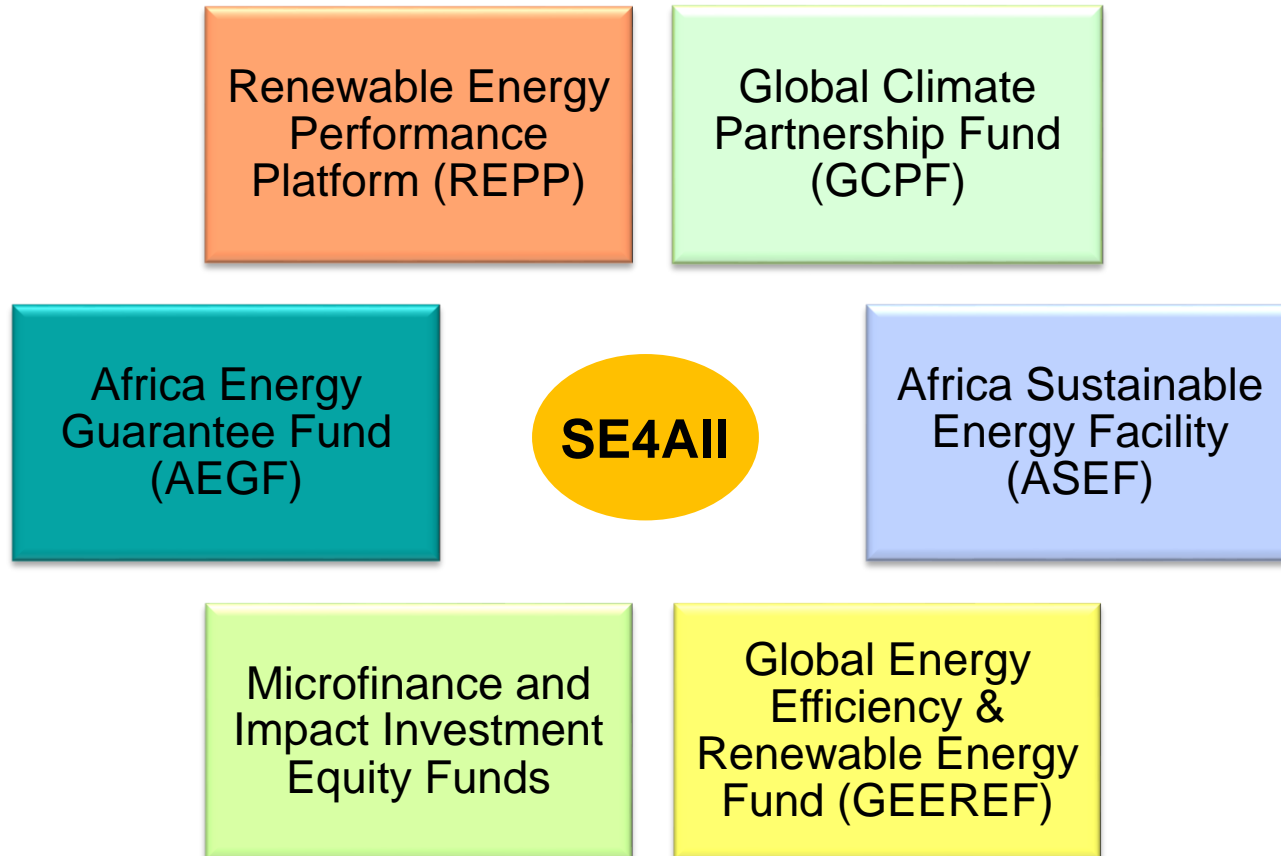 Renewable Energy
Performance
Platform (REPP)
Global Climate
Partnership Fund
(GCPF)
Africa Energy
Guarantee Fund
(AEGF)
SE4All
Africa Sustainable
Energy Facility
(ASEF)
Microfinance and
Impact Investment
Equity Funds
Global Energy
Efficiency &
Renewable Energy
Fund (GEEREF)